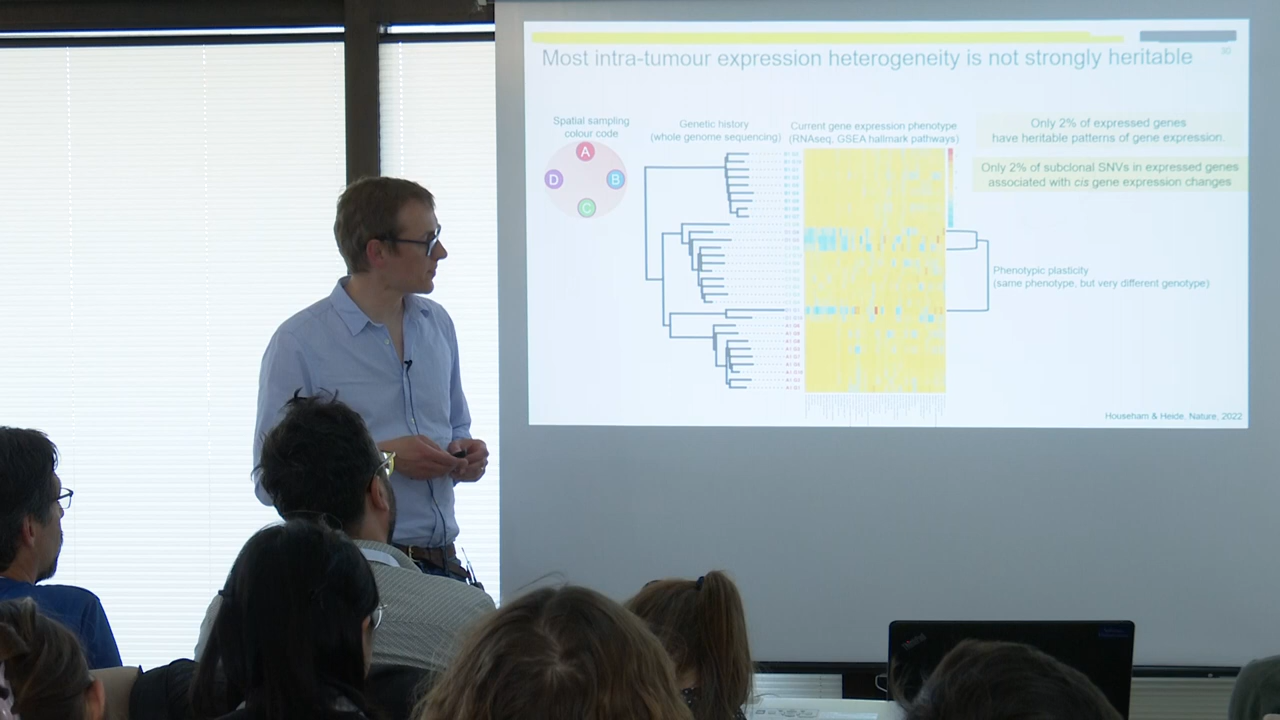 Most intra-tumour expression heterogeneity is not strongly heritable
30
Spatial sampling
colour code
A
D
B
C
Genetic history
(whole genome sequencing)
Current gene expression phenotype
(RNAseq, GSEA hallmark pathways)
Only 2% of expressed genes
have heritable patterns of gene expression.
Only 2% of subclonal SNVs in expressed genes
associated with cis gene expression changes
Phenotypic plasticity
(same phenotype, but very different genotype)
Househam & Heide, Nature, 2022